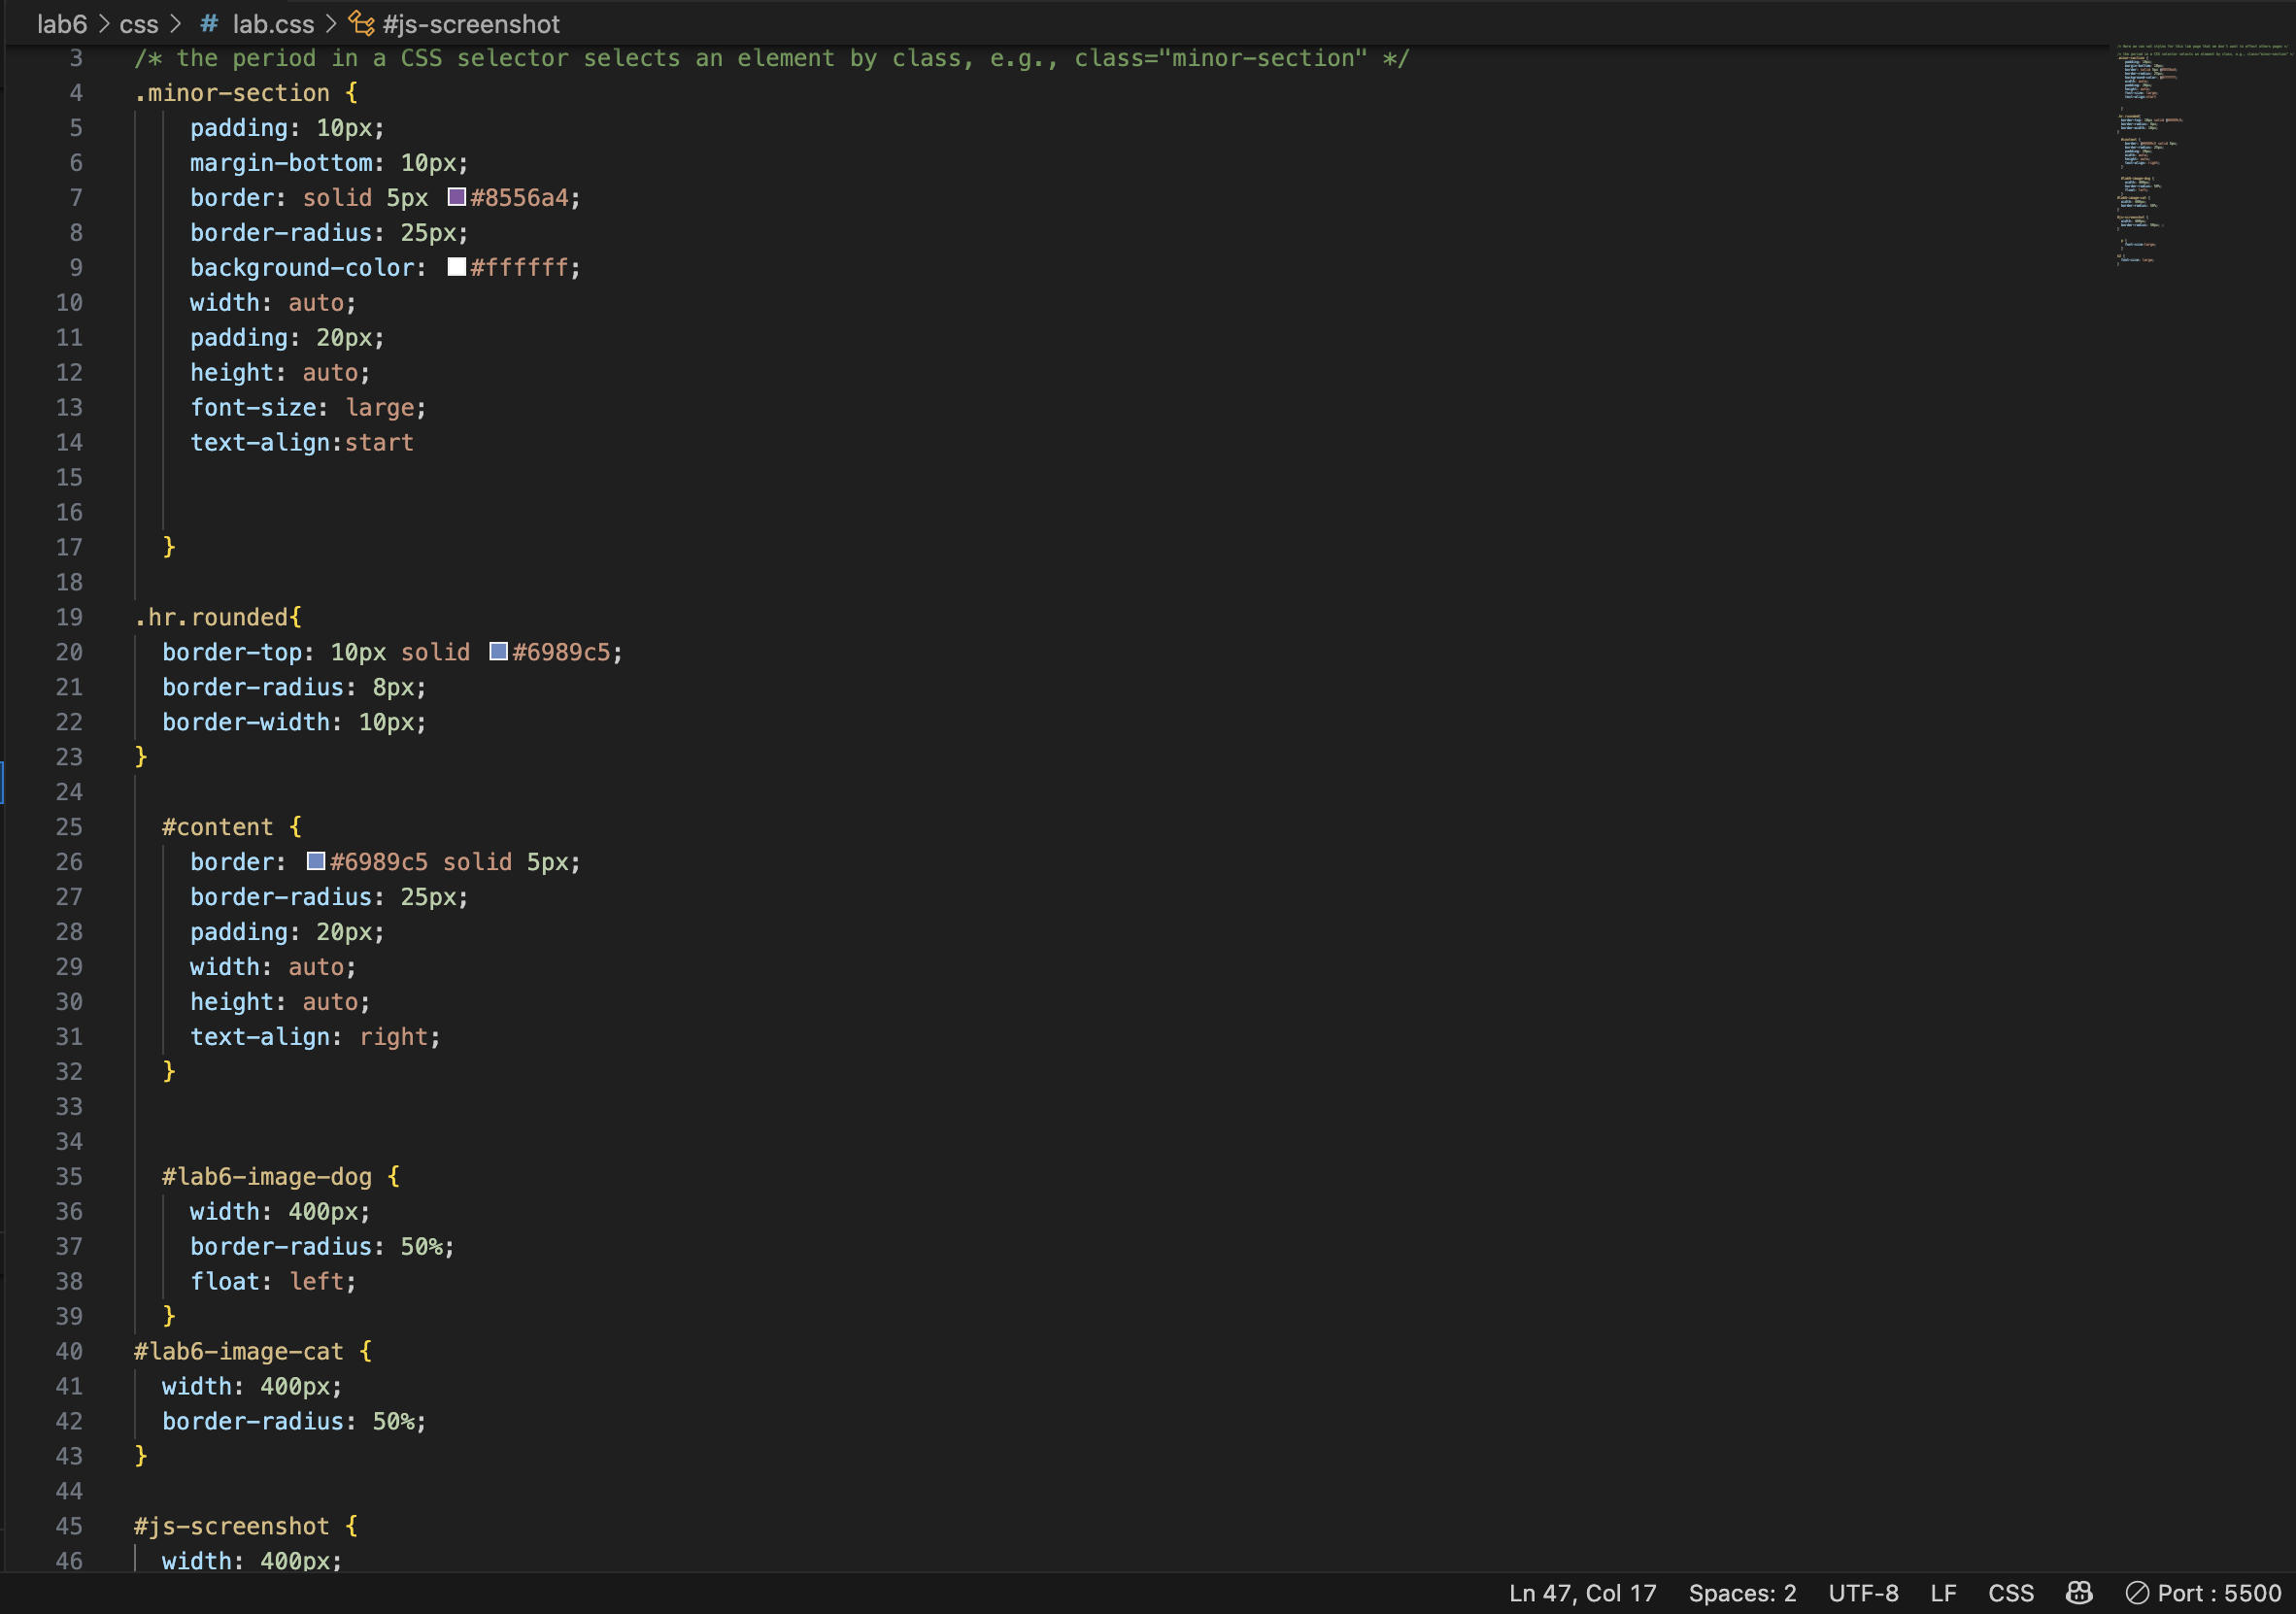 lab6 > css > # lab.css > #js-screenshot
3 /* the period in a CSS selector selects an element by class, e.g., class="minor-section" */
4 .minor-section {
5 padding: 10px;
6 margin-bottom: 10px;
7 border: solid 5px #8556a4;
8 border-radius: 25px;
9 background-color: #ffffff;
10 width: auto;
11 padding: 20px;
12 height: auto;
13 font-size: large;
14 text-align:start
15
16
17 }
18
19 .hr.rounded{
20 border-top: 10px solid #6989c5;
21 border-radius: 8px;
22 border-width: 10px;
23 }
24
25 #content {
26 border: #6989c5 solid 5px;
27 border-radius: 25px;
28 padding: 20px;
29 width: auto;
30 height: auto;
31 text-align: right;
32 }
33
34
35 #lab6-image-dog {
36 width: 400px;
37 border-radius: 50%;
38 float: left;
39 }
40 #lab6-image-cat {
41 width: 400px;
42 border-radius: 50%;
43 }
44
45 #js-screenshot {
46 width: 400px;
Ln 47, Col 17 Spaces: 2 UTF-8 LF CSS Port : 5500